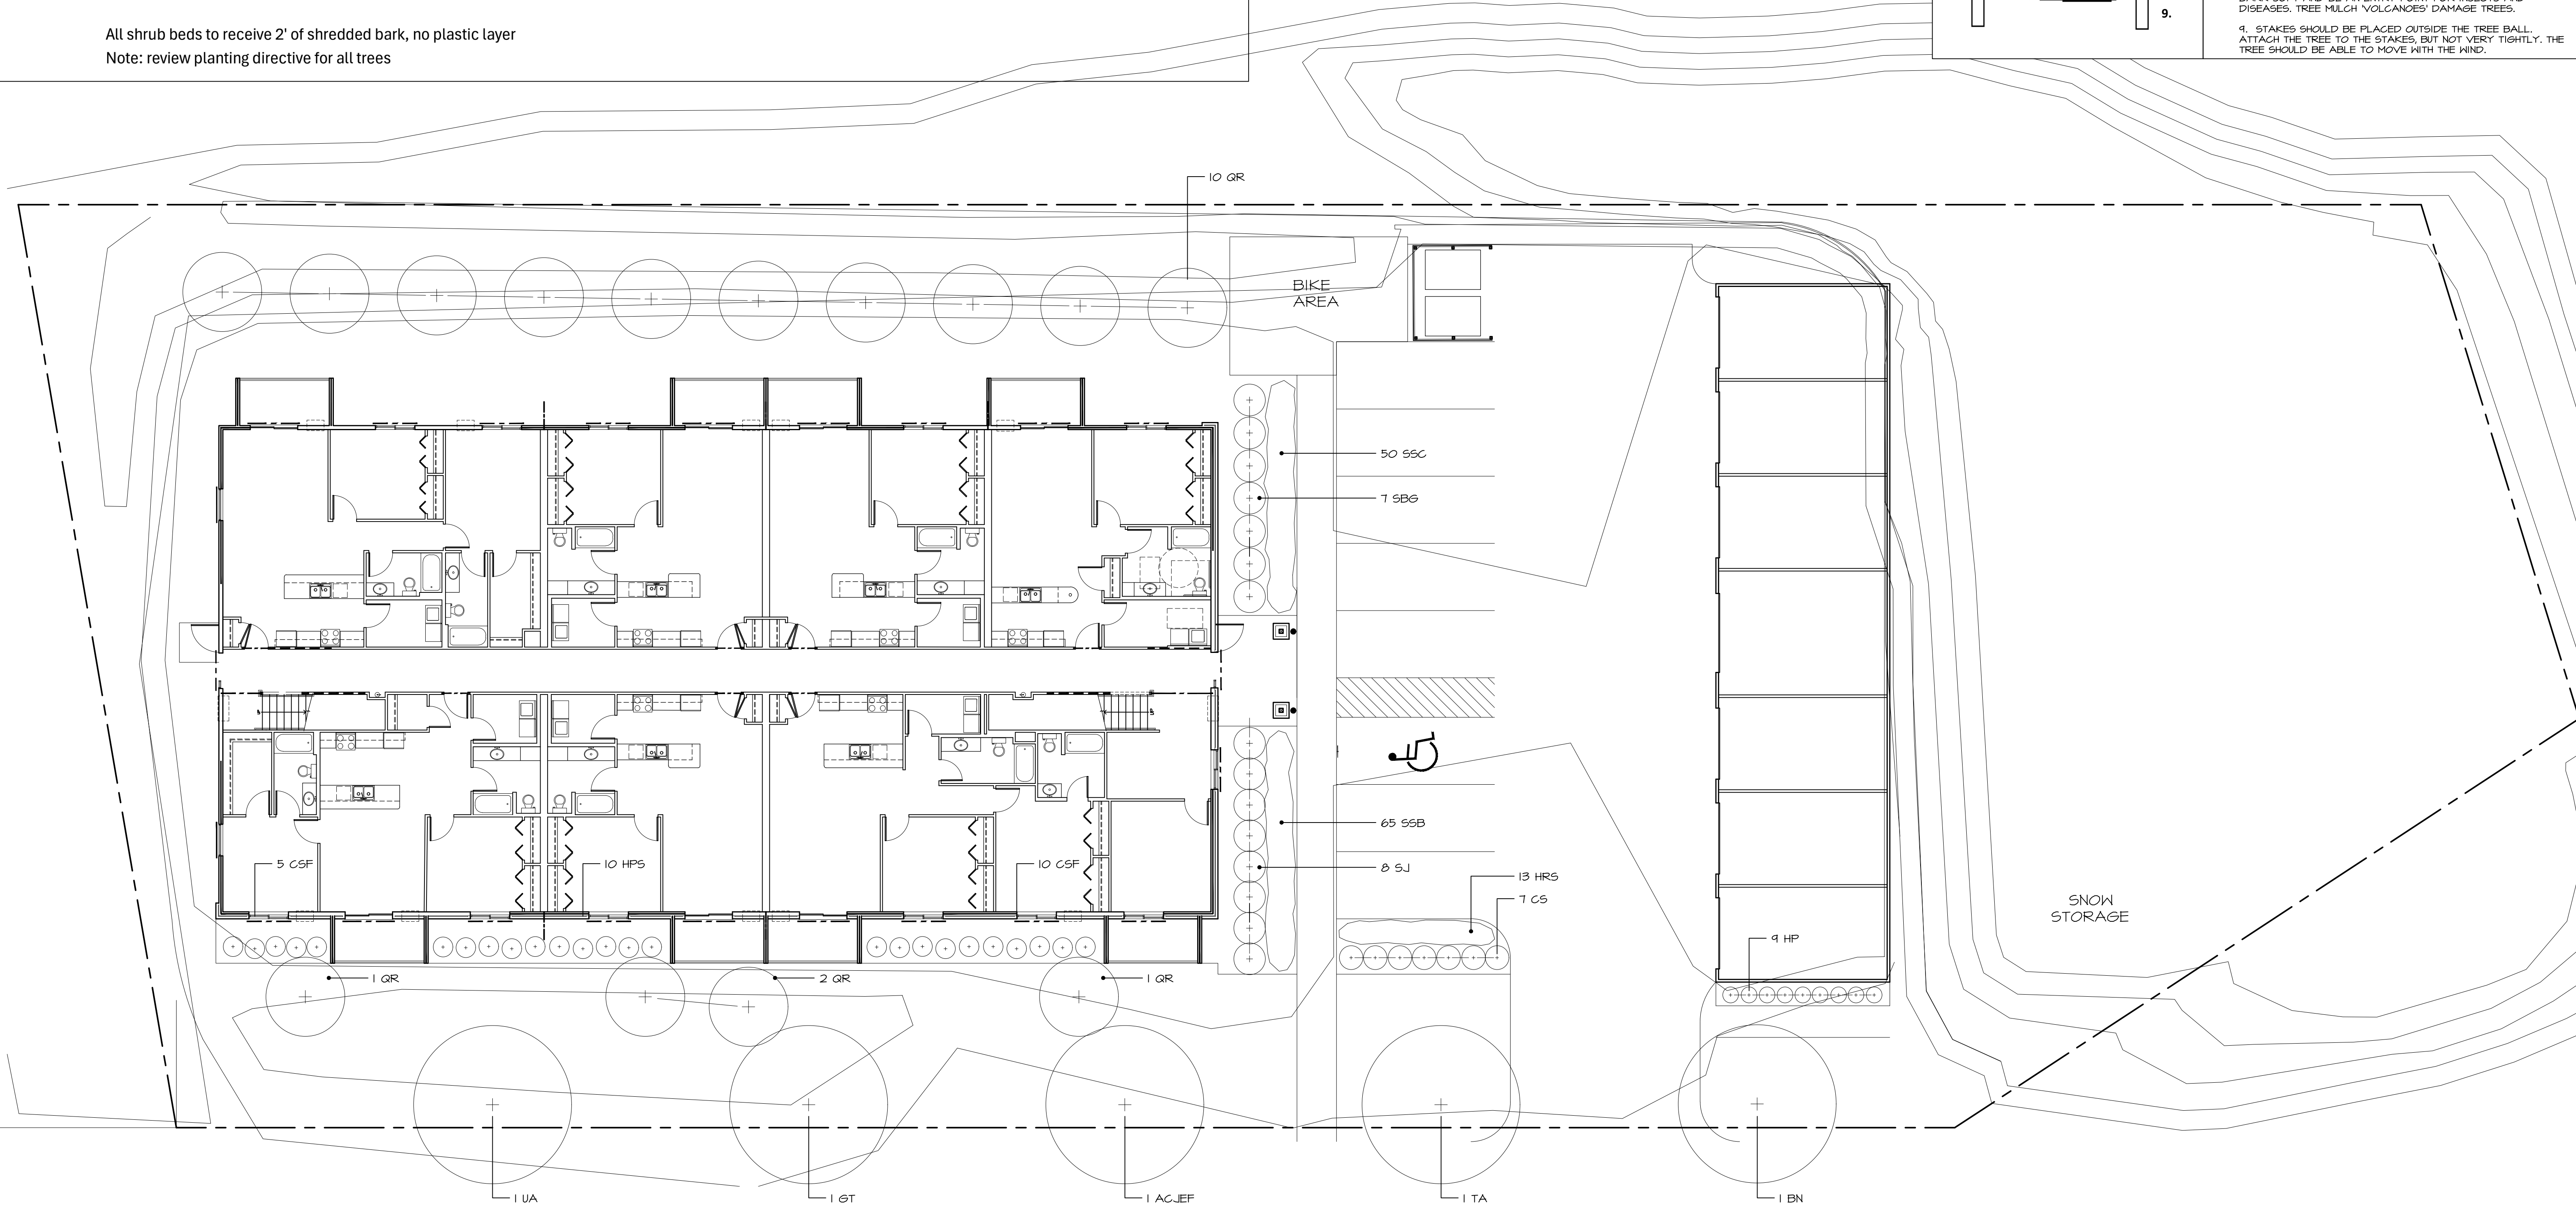 All shrub beds to receive 2' of shredded bark, no plastic layer
Note: review planting directive for all trees
9.
DISEASES. TREE MULCH 'VOLCANOES' DAMAGE TREES.
9. STAKES SHOULD BE PLACED OUTSIDE THE TREE BALL.
ATTACH THE TREE TO THE STAKES, BUT NOT VERY TIGHTLY. THE
TREE SHOULD BE ABLE TO MOVE WITH THE WIND.
10 QR
BIKE
AREA
50 SSC
7 SBG
65 SSB
8 SJ
5 CSF
10 HPS
10 CSF
13 HRS
7 CS
SNOW
STORAGE
9 HP
1 QR
2 QR
1 QR
1 UA
1 GT
1 ACJEF
1 TA
1 BN